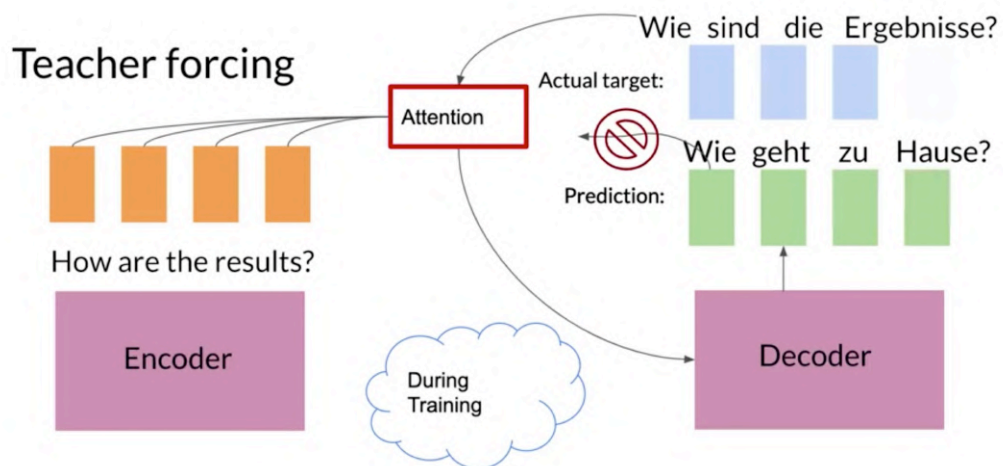 Teacher forcing
Wie sind die Ergebnisse?
Actual target:
Attention
Wie geht zu Hause?
Prediction:
How are the results?
Encoder
During
Training
Decoder